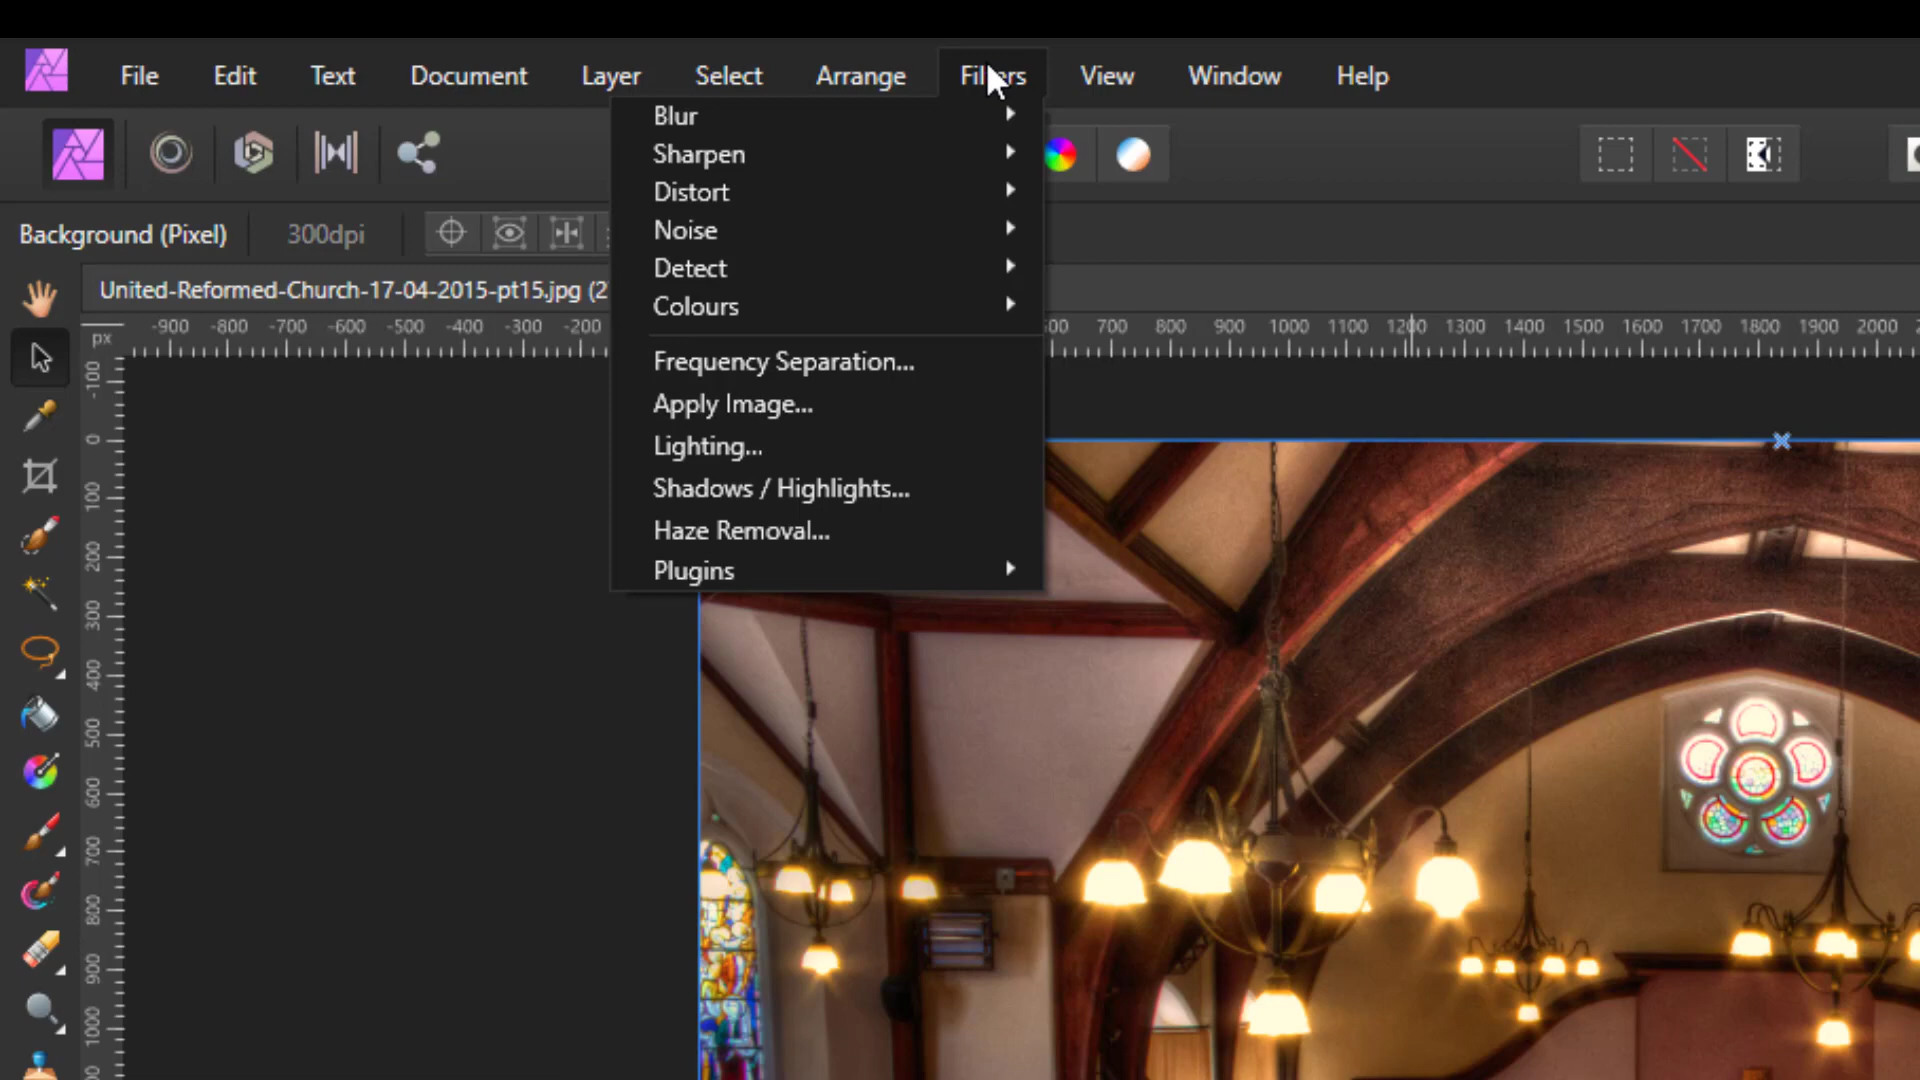 File Edit Text Document Layer Select Arrange Filters View Window Help
Blur
Sharpen
Distort
Noise
Detect
Colours
Frequency Separation...
Apply Image...
Lighting...
Shadows / Highlights...
Haze Removal...
Plugins
Background (Pixel) 300dpi
United-Reformed-Church-17-04-2015-pt15.jpg (2
px -900 -800 -700 -600 -500 -400 -300 -200 700 800 900 1000 1100 1200 1300 1400 1500 1600 1700 1800 1900 2000
-100
0
100
200
300
400
500
600
700
800
900
1000